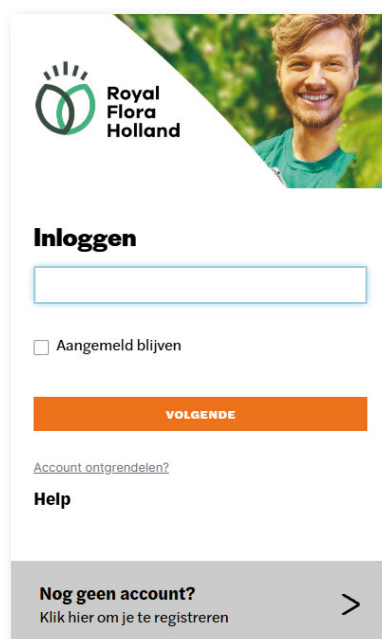 Royal
Flora
Holland
Inloggen
Aangemeld blijven
VOLGENDE
Account ontgrendelen?
Help
Nog geen account?
Klik hier om je te registreren